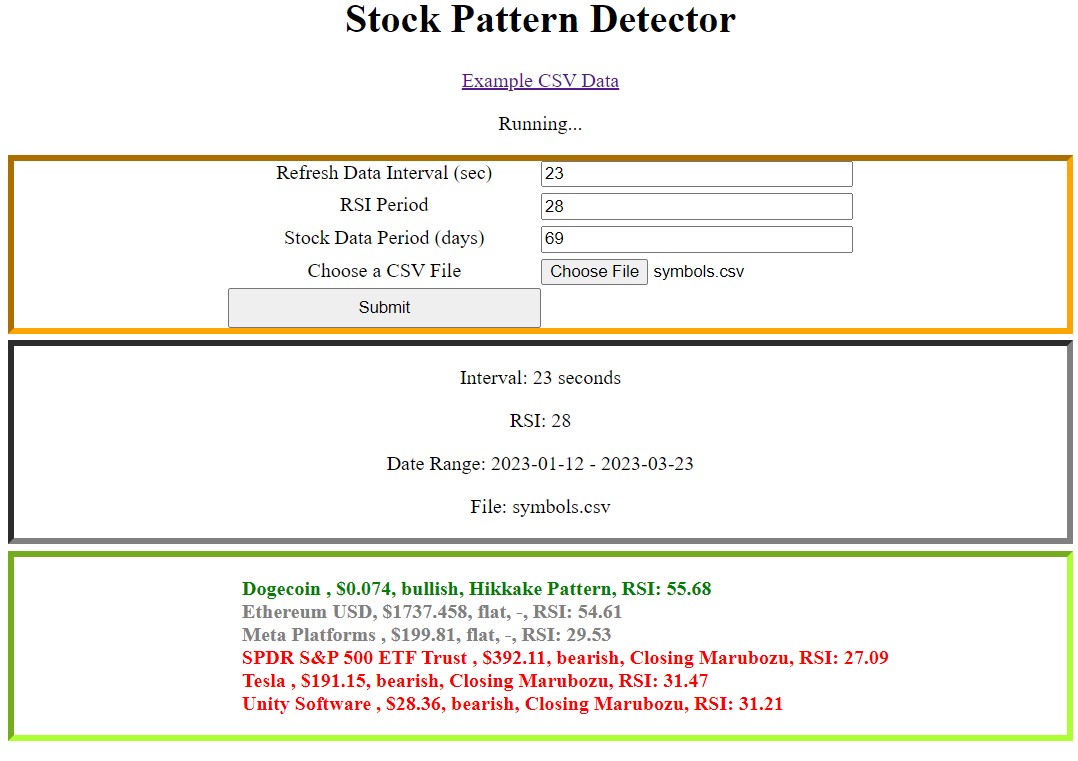 Stock Pattern Detector
Example CSV Data
Running...
Refresh Data Interval (sec) 23
RSI Period 28
Stock Data Period (days) 69
Choose a CSV File Choose File symbols.csv
Submit
Interval: 23 seconds
RSI: 28
Date Range: 2023-01-12 - 2023-03-23
File: symbols.csv
Dogecoin , $0.074, bullish, Hikkake Pattern, RSI: 55.68
Ethereum USD, $1737.458, flat, -, RSI: 54.61
Meta Platforms , $199.81, flat, -, RSI: 29.53
SPDR S&P 500 ETF Trust , $392.11, bearish, Closing Marubozu, RSI: 27.09
Tesla , $191.15, bearish, Closing Marubozu, RSI: 31.47
Unity Software , $28.36, bearish, Closing Marubozu, RSI: 31.21